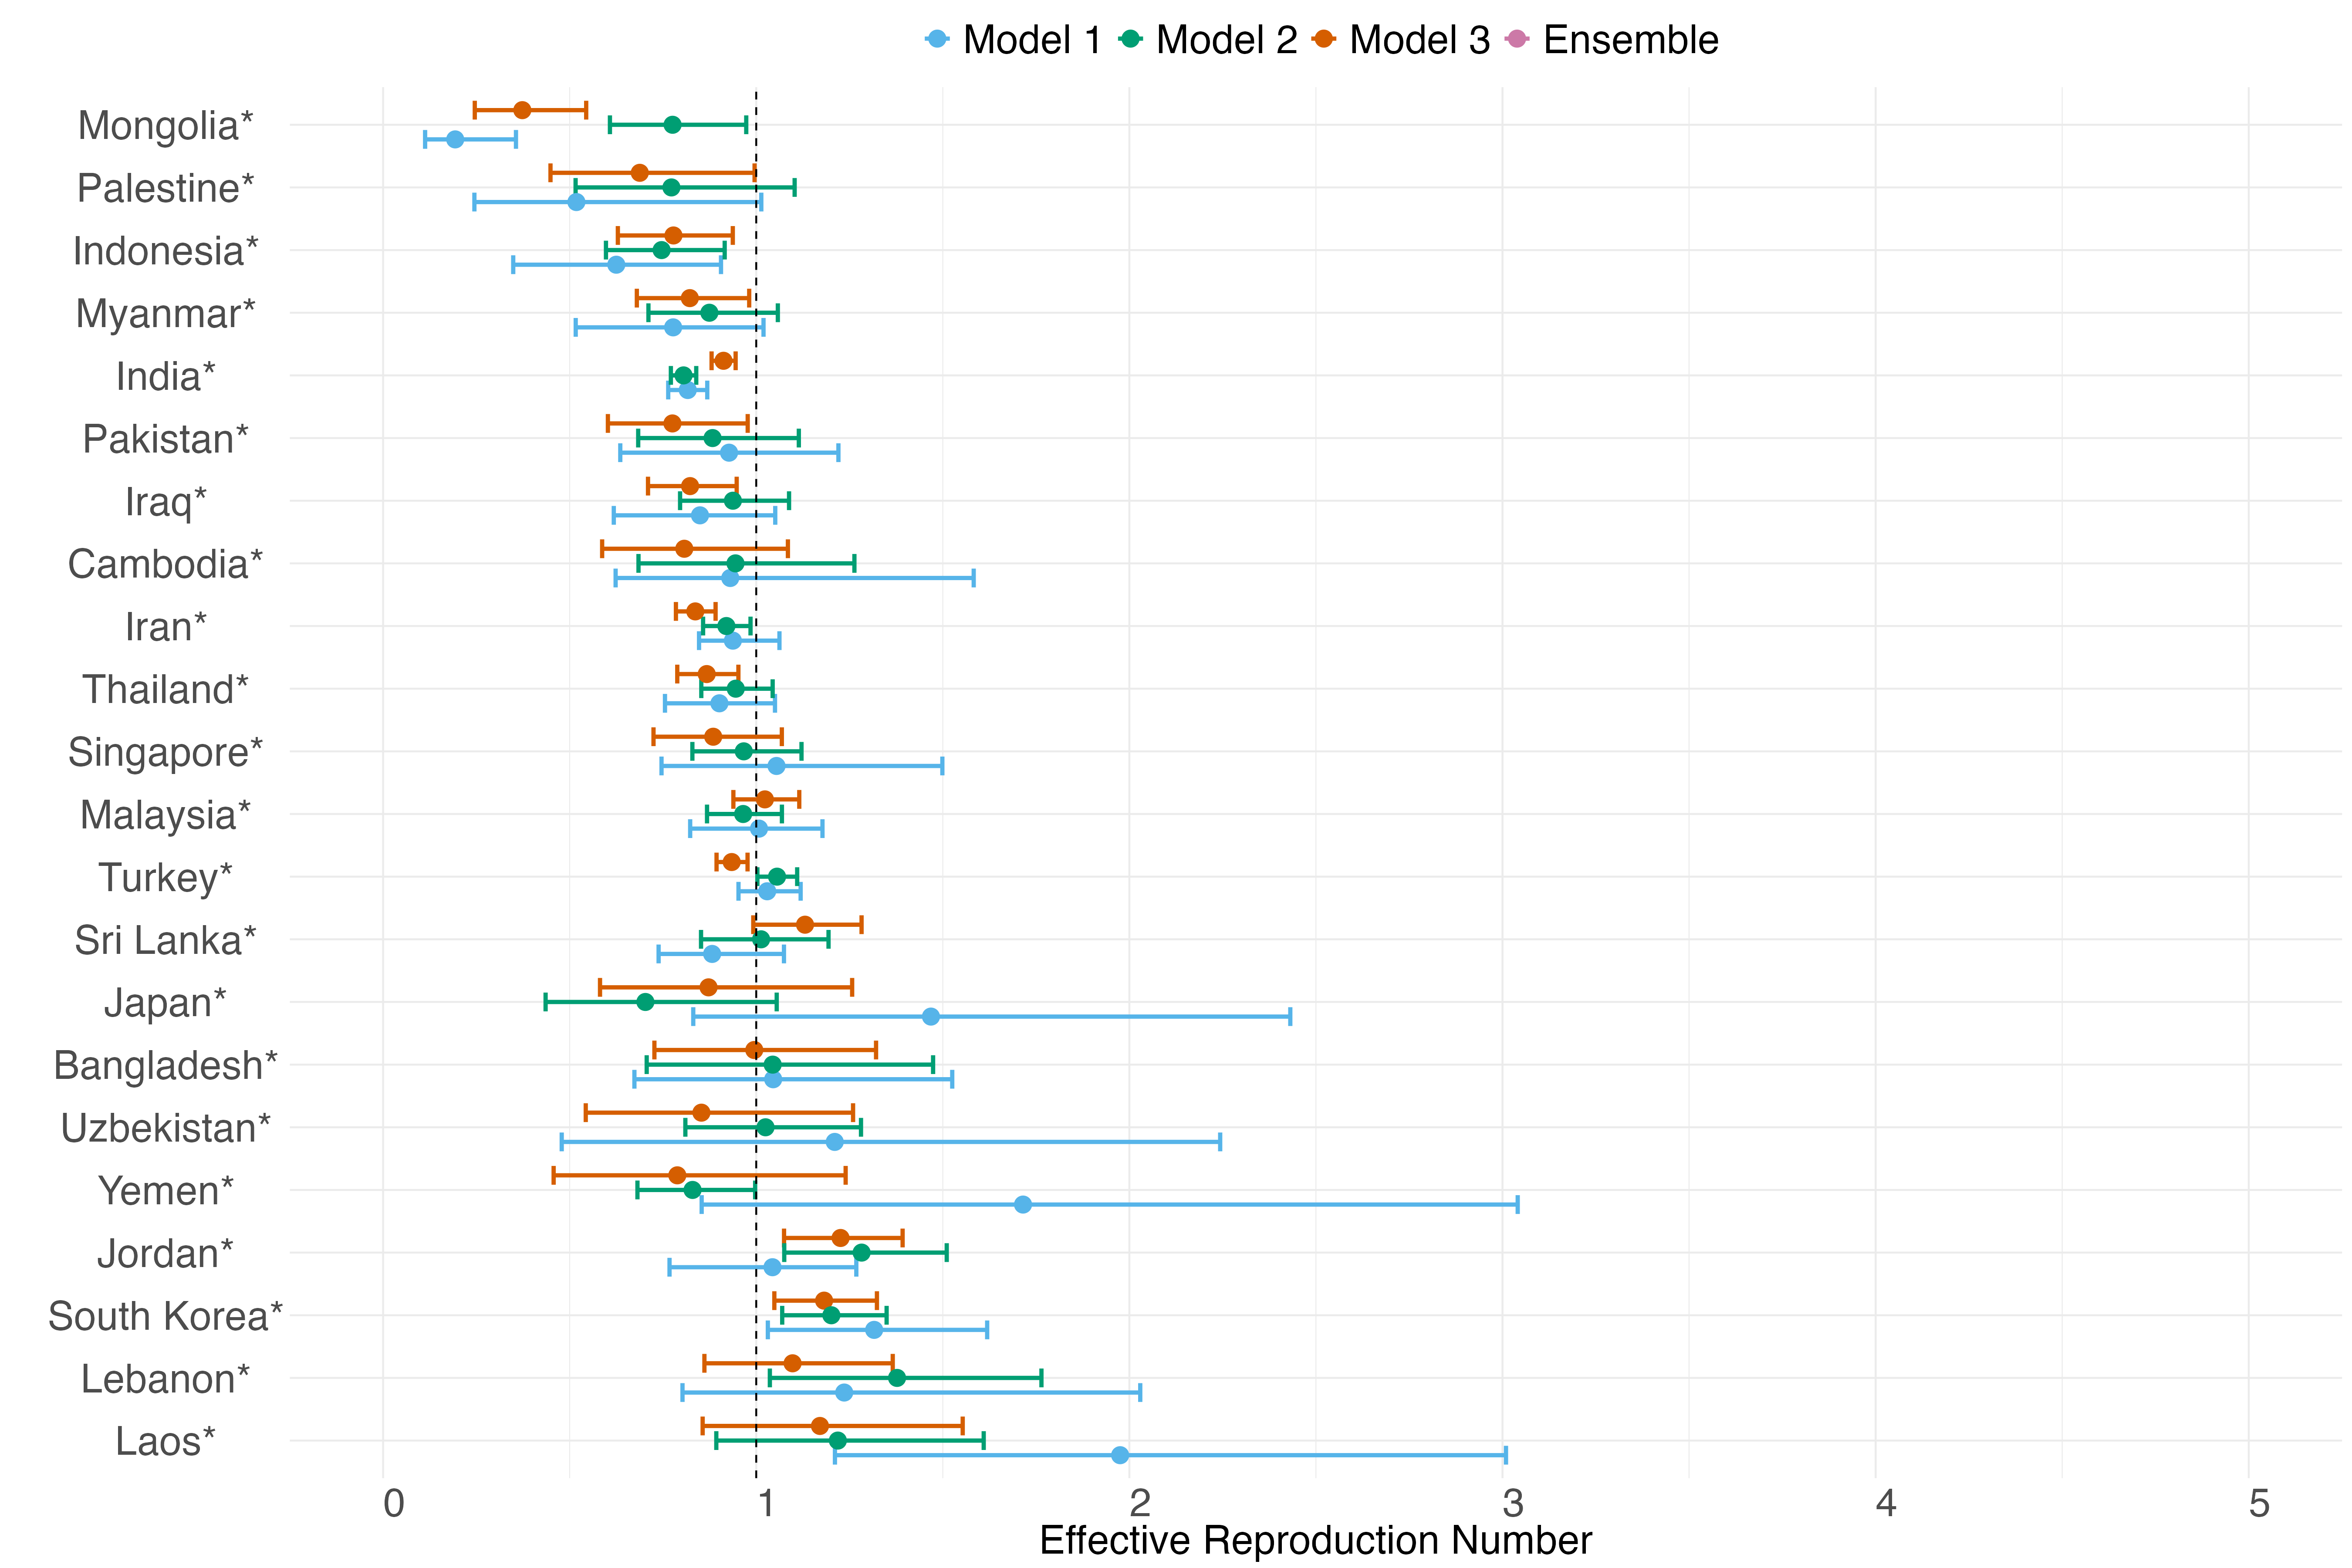 Model 1 Model 2 Model 3 Ensemble
Mongolia*
Palestine*
Indonesia*
Myanmar*
India*
Pakistan*
Iraq*
Cambodia*
Iran*
Thailand*
Singapore*
Malaysia*
Turkey*
Sri Lanka*
Japan*
Bangladesh*
Uzbekistan*
Yemen*
Jordan*
South Korea*
Lebanon*
Laos*
0 1 2 3 4 5
Effective Reproduction Number